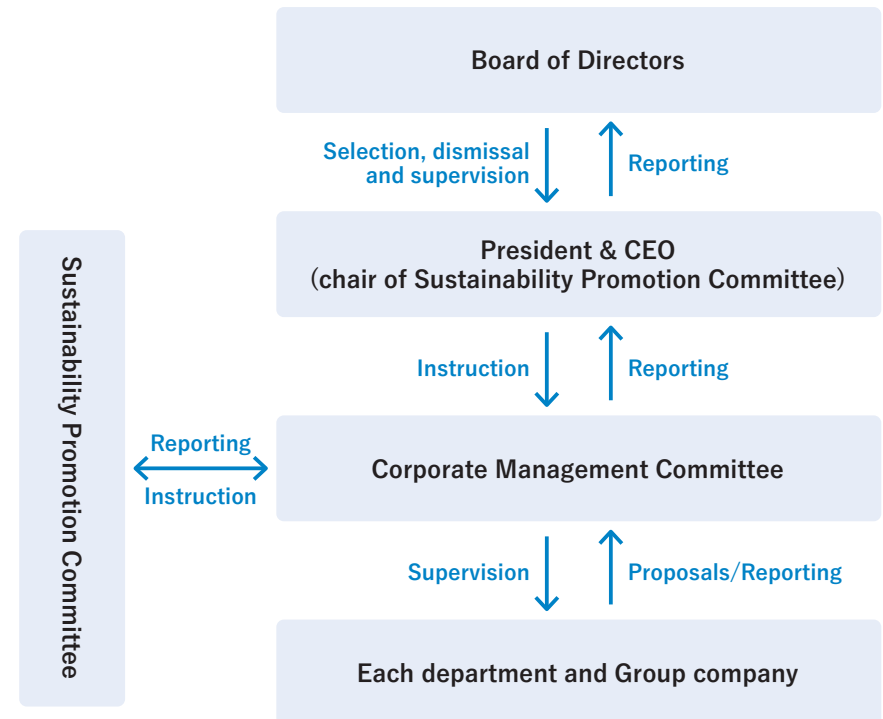 Board of Directors
Selection, dismissal
and supervision
Reporting
President & CEO
(chair of Sustainability Promotion Committee)
Instruction
Reporting
Sustainability Promotion Committee
Reporting
Instruction
Corporate Management Committee
Supervision
Proposals/Reporting
Each department and Group company